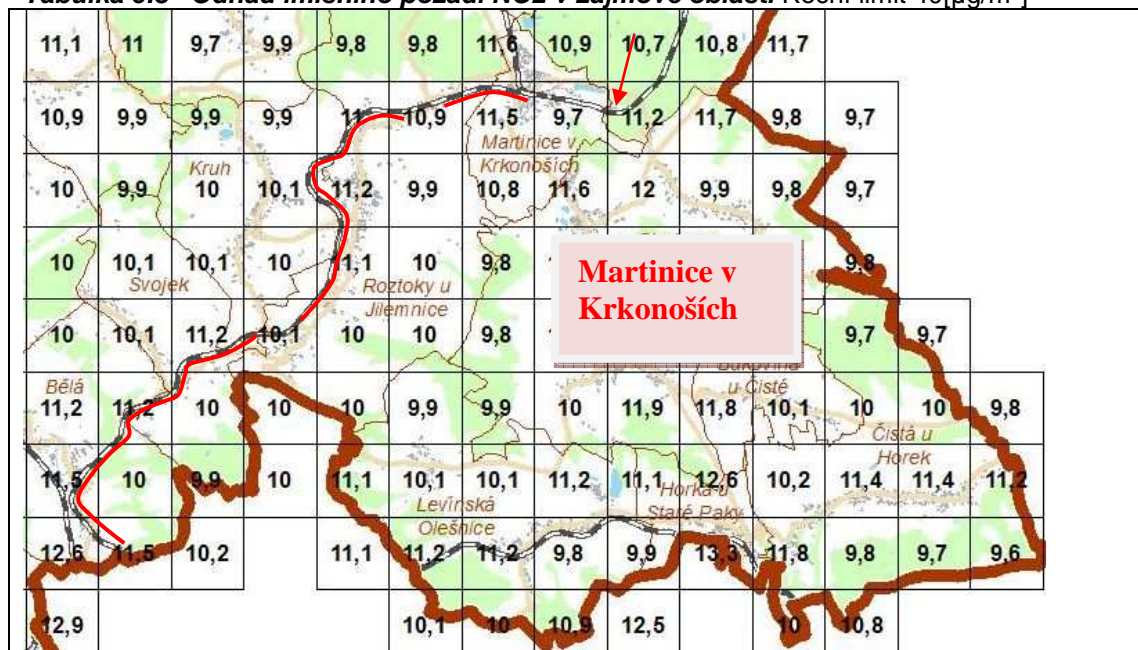 Tabulka - Odhad imisního pozadí NO2 v zájmové oblasti Roční limit [µg/m³]
11,1 11 9,7 9,9 9,8 9,8 11,6 10,9 10,7 10,8 11,7
10,9 9,9 9,9 9,9 11 10,9 11,5 9,7 11,2 11,7 9,8 9,7
Martinice v
Krkonoších
Kruh
10 9,9 10 10,1 11,2 9,9 10,8 11,6 12 9,9 9,8 9,7
10 10,1 10,1 10 11,1 10 9,8 9,8
Svojek
Roztoky u
Jilemnice
Martinice v
Krkonoších
10 10,1 11,2 10,1 10 10 9,8 9,7 9,7
Bělá
u Čisté
11,2 11,2 10 10 10 9,9 9,9 10 11,9 11,8 10,1 10 10 9,8
Čistá u
Horek
11,5 10 9,9 10 11,1 10,1 10,1 11,2 11,1 12,6 10,2 11,4 11,4 11,2
Levínská
Olešnice
Horka u
Staré Paky
12,6 11,5 10,2 11,1 11,2 11,2 9,8 9,9 13,3 11,8 9,8 9,7 9,6
12,9 10,1 10 10,9 12,5 10 10,8